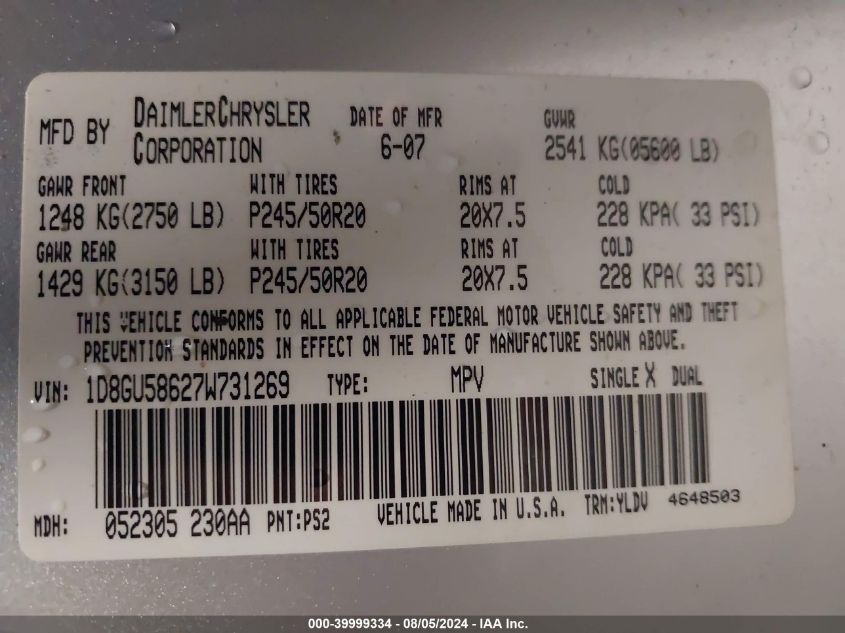 MFD BY DAIMLERCHRYSLER CORPORATION DATE OF MFR 6-07 GVWR 2541 KG(05600 LB)
GAWR FRONT WITH TIRES RIMS AT COLD
1248 KG(2750 LB) P245/50R20 20X7.5 228 KPA( 33 PSI)
GAWR REAR WITH TIRES RIMS AT COLD
1429 KG(3150 LB) P245/50R20 20X7.5 228 KPA( 33 PSI)
THIS VEHICLE CONFORMS TO ALL APPLICABLE FEDERAL MOTOR VEHICLE SAFETY AND THEFT
PREVENTION STANDARDS IN EFFECT ON THE DATE OF MANUFACTURE SHOWN ABOVE.
VIN: 1D8GU58627W731269 TYPE: MPV SINGLE X DUAL
MDH: 052305 230AA PNT:PS2 VEHICLE MADE IN U.S.A. TRM:YLDV 4648503
000-39999334 - 08/05/2024 - IAA Inc.